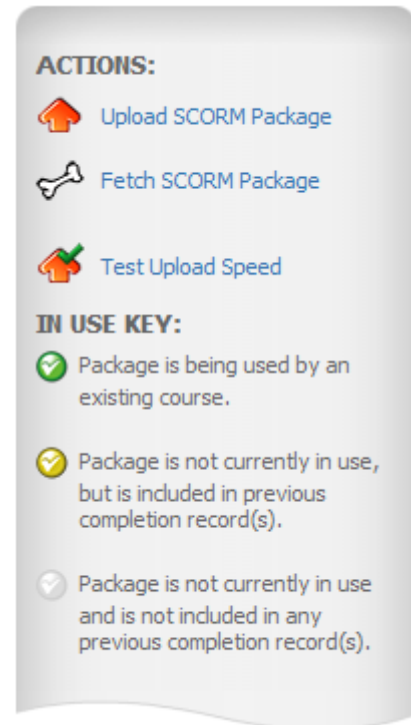 ACTIONS:
Upload SCORM Package
Fetch SCORM Package
Test Upload Speed
IN USE KEY:
Package is being used by an
existing course.
Package is not currently in use,
but is included in previous
completion record(s).
Package is not currently in use
and is not included in any
previous completion record(s).